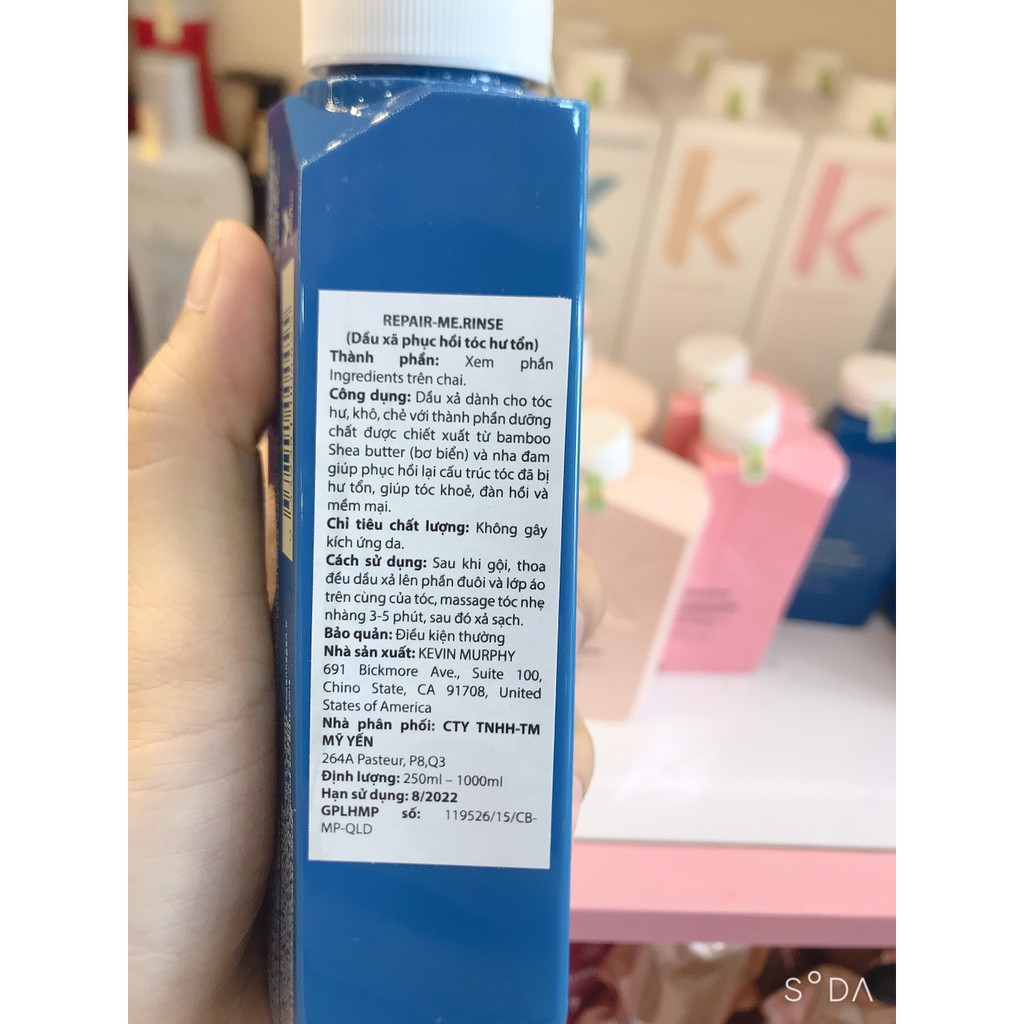 REPAIR-ME.RINSE
(Dầu xã phục hồi tóc hư tổn)
Thành phần: Xem phần
Ingredients trên chai.
Công dụng: Dầu xả dành cho tóc
hư, khô, chẻ với thành phần dưỡng
chất được chiết xuất từ bamboo
Shea butter (bơ biển) và nha đam
giúp phục hồi lại cấu trúc tóc đã bị
hư tổn, giúp tóc khoẻ, đàn hồi và
mềm mại.
Chỉ tiêu chất lượng: Không gây
kích ứng da.
Cách sử dụng: Sau khi gội, thoa
đều dầu xả lên phần đuôi và lớp áo
trên cùng của tóc, massage tóc nhẹ
nhàng 3-5 phút, sau đó xả sạch.
Bảo quản: Điều kiện thường
Nhà sản xuất: KEVIN MURPHY
691 Bickmore Ave., Suite 100,
Chino State, CA 91708, United
States of America
Nhà phân phối: CTY TNHH-TM
MỸ YẾN
264A Pasteur, P8,Q3
Định lượng: 250ml – 1000ml
Hạn sử dụng: 8/2022
GPLHMP số: 119526/15/CB-
MP-QLD
k
k
S°DA